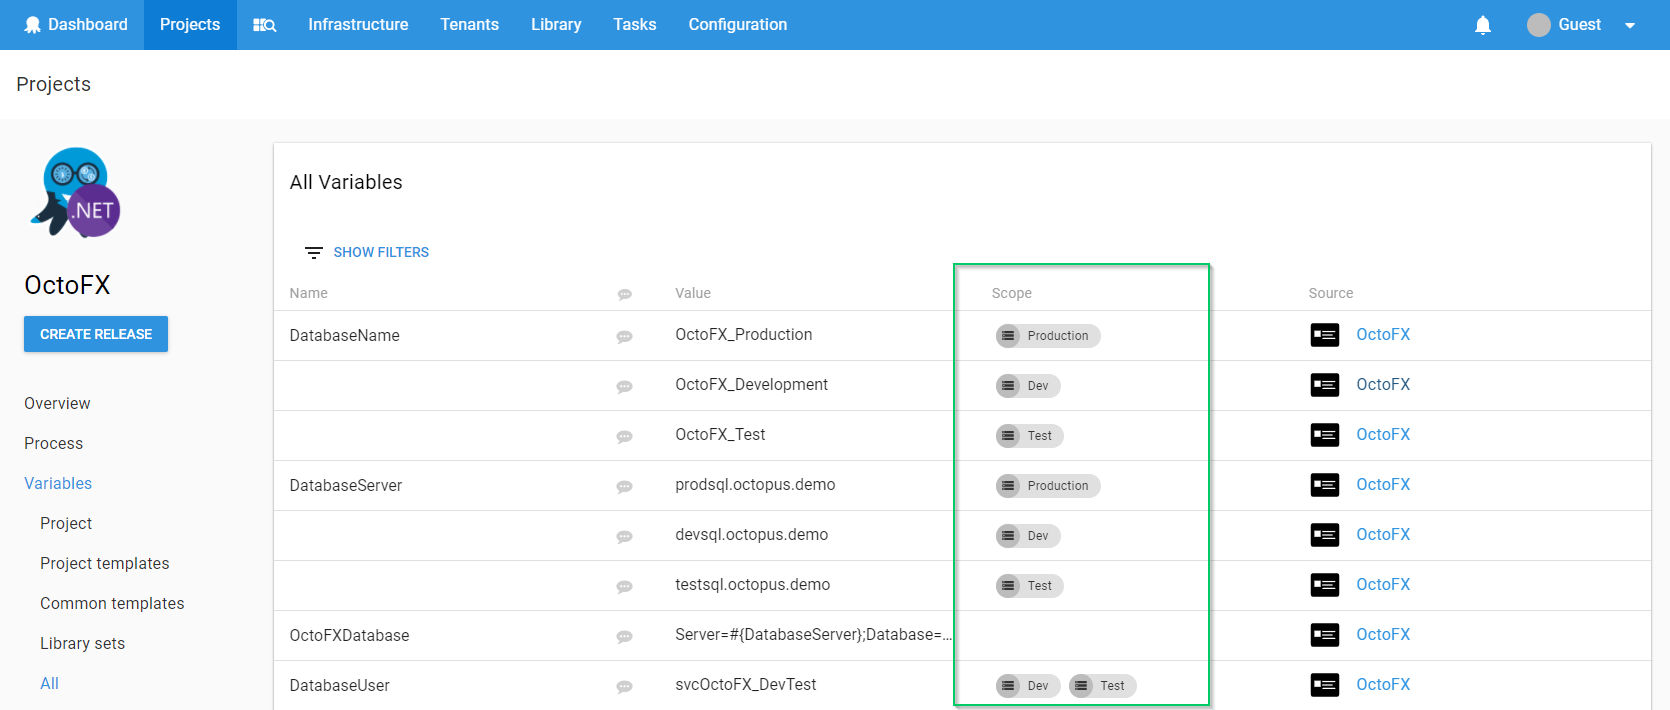 Dashboard Projects Infrastructure Tenants Library Tasks Configuration Guest
Projects
.NET
OctoFX
CREATE RELEASE
Overview
Process
Variables
Project
Project templates
Common templates
Library sets
All
All Variables
SHOW FILTERS
Name Value Scope Source
DatabaseName OctoFX_Production Production OctoFX
OctoFX_Development Dev OctoFX
OctoFX_Test Test OctoFX
DatabaseServer prodsql.octopus.demo Production OctoFX
devsql.octopus.demo Dev OctoFX
testsql.octopus.demo Test OctoFX
OctoFXDatabase Server=#{DatabaseServer};Database=... OctoFX
DatabaseUser svcOctoFX_DevTest Dev Test OctoFX